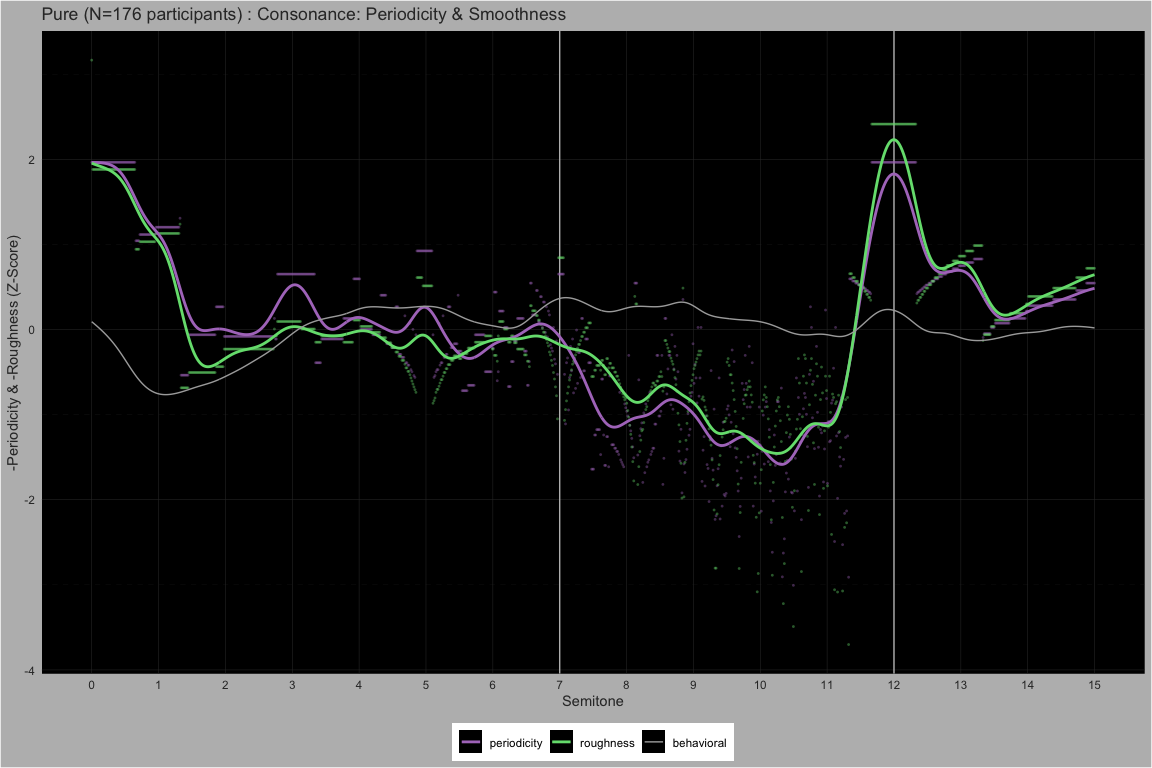 Pure (N=176 participants) : Consonance: Periodicity & Smoothness
-Periodicity & -Roughness (Z-Score)
2
0
-2
-4
0 1 2 3 4 5 6 7 8 9 10 11 12 13 14 15
Semitone
periodicity roughness behavioral